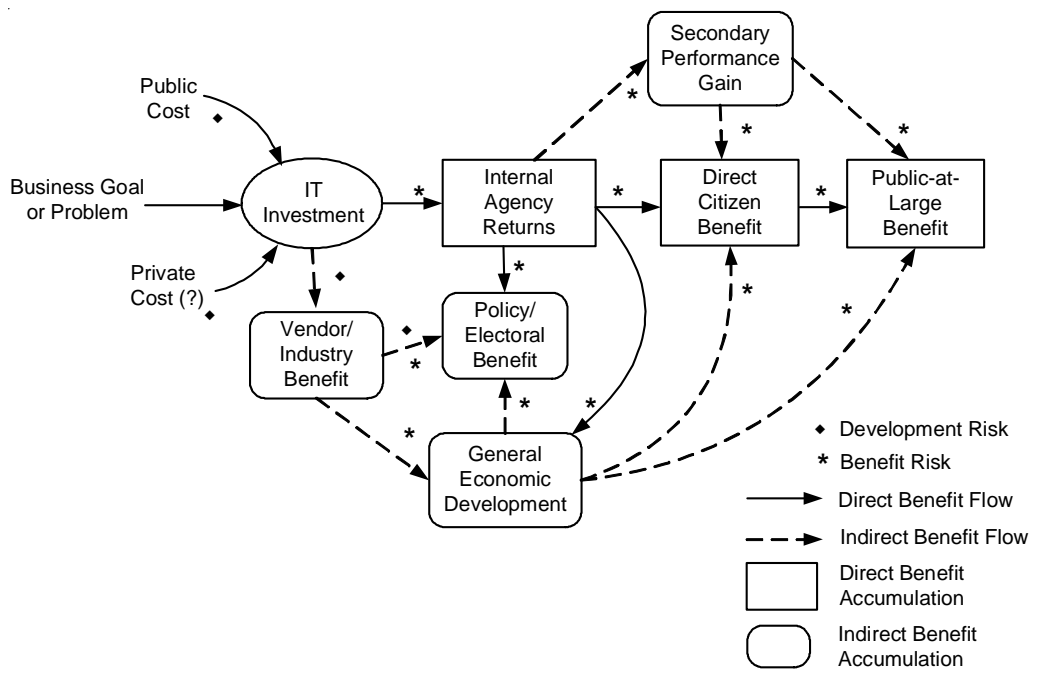 Secondary
Performance
Gain
*
*
*
Public
Cost
◆
Business Goal
or Problem
Private
Cost (?)
◆
IT
Investment
*
Internal
Agency
Returns
*
Direct
Citizen
Benefit
*
Public-at-
Large
Benefit
◆
*
Vendor/
Industry
Benefit
◆
*
Policy/
Electoral
Benefit
*
*
*
*
*
General
Economic
Development
◆ Development Risk
* Benefit Risk
Direct Benefit Flow
Indirect Benefit Flow
Direct Benefit
Accumulation
Indirect Benefit
Accumulation